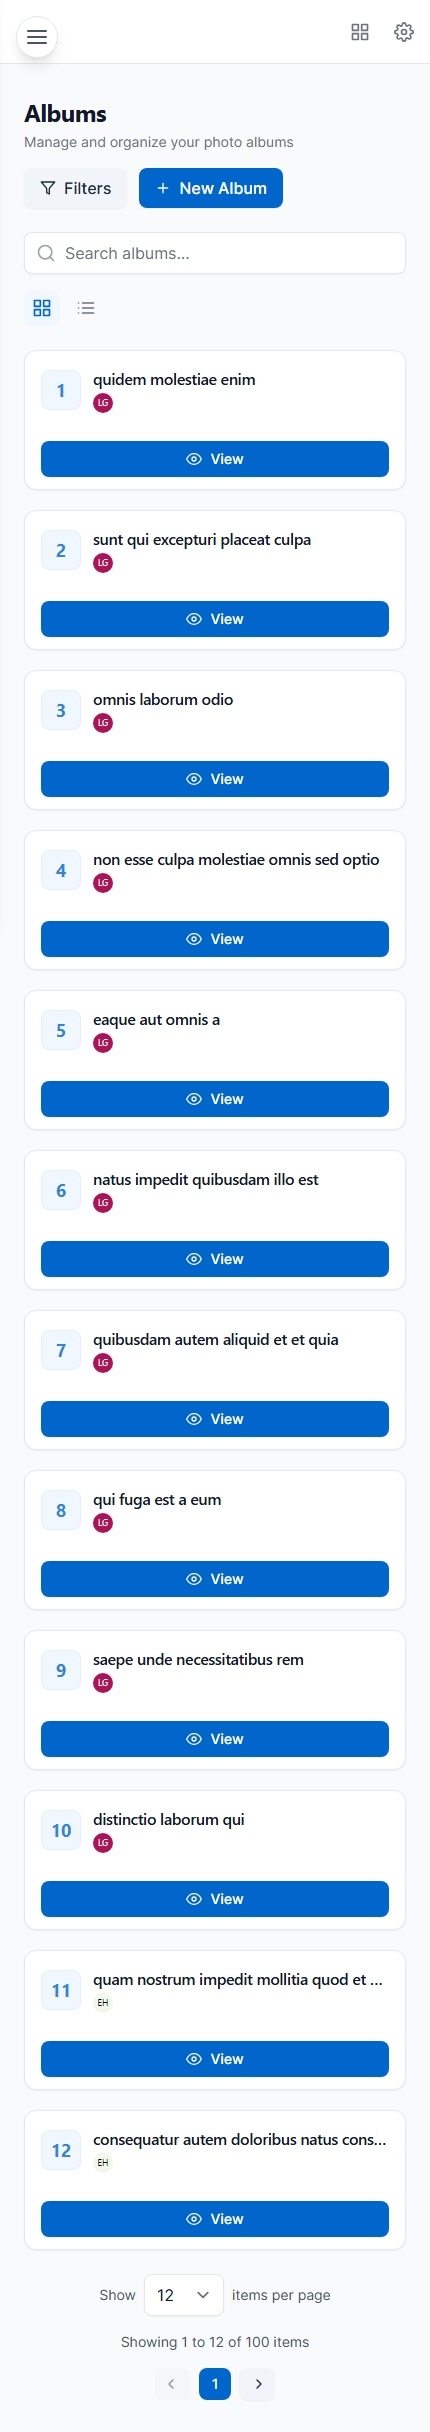 Albums
Manage and organize your photo albums
Filters
New Album
Search albums...
1
quidem molestiae enim
LG
View
2
sunt qui excepturi placeat culpa
LG
View
3
omnis laborum odio
LG
View
4
non esse culpa molestiae omnis sed optio
LG
View
5
eaque aut omnis a
LG
View
6
natus impedit quibusdam illo est
LG
View
7
quibusdam autem aliquid et et quia
LG
View
8
qui fuga est a eum
LG
View
9
saepe unde necessitatibus rem
LG
View
10
distinctio laborum qui
LG
View
11
quam nostrum impedit mollitia quod et ...
EH
View
12
consequatur autem doloribus natus cons...
EH
View
Show 12 items per page
Showing 1 to 12 of 100 items
1